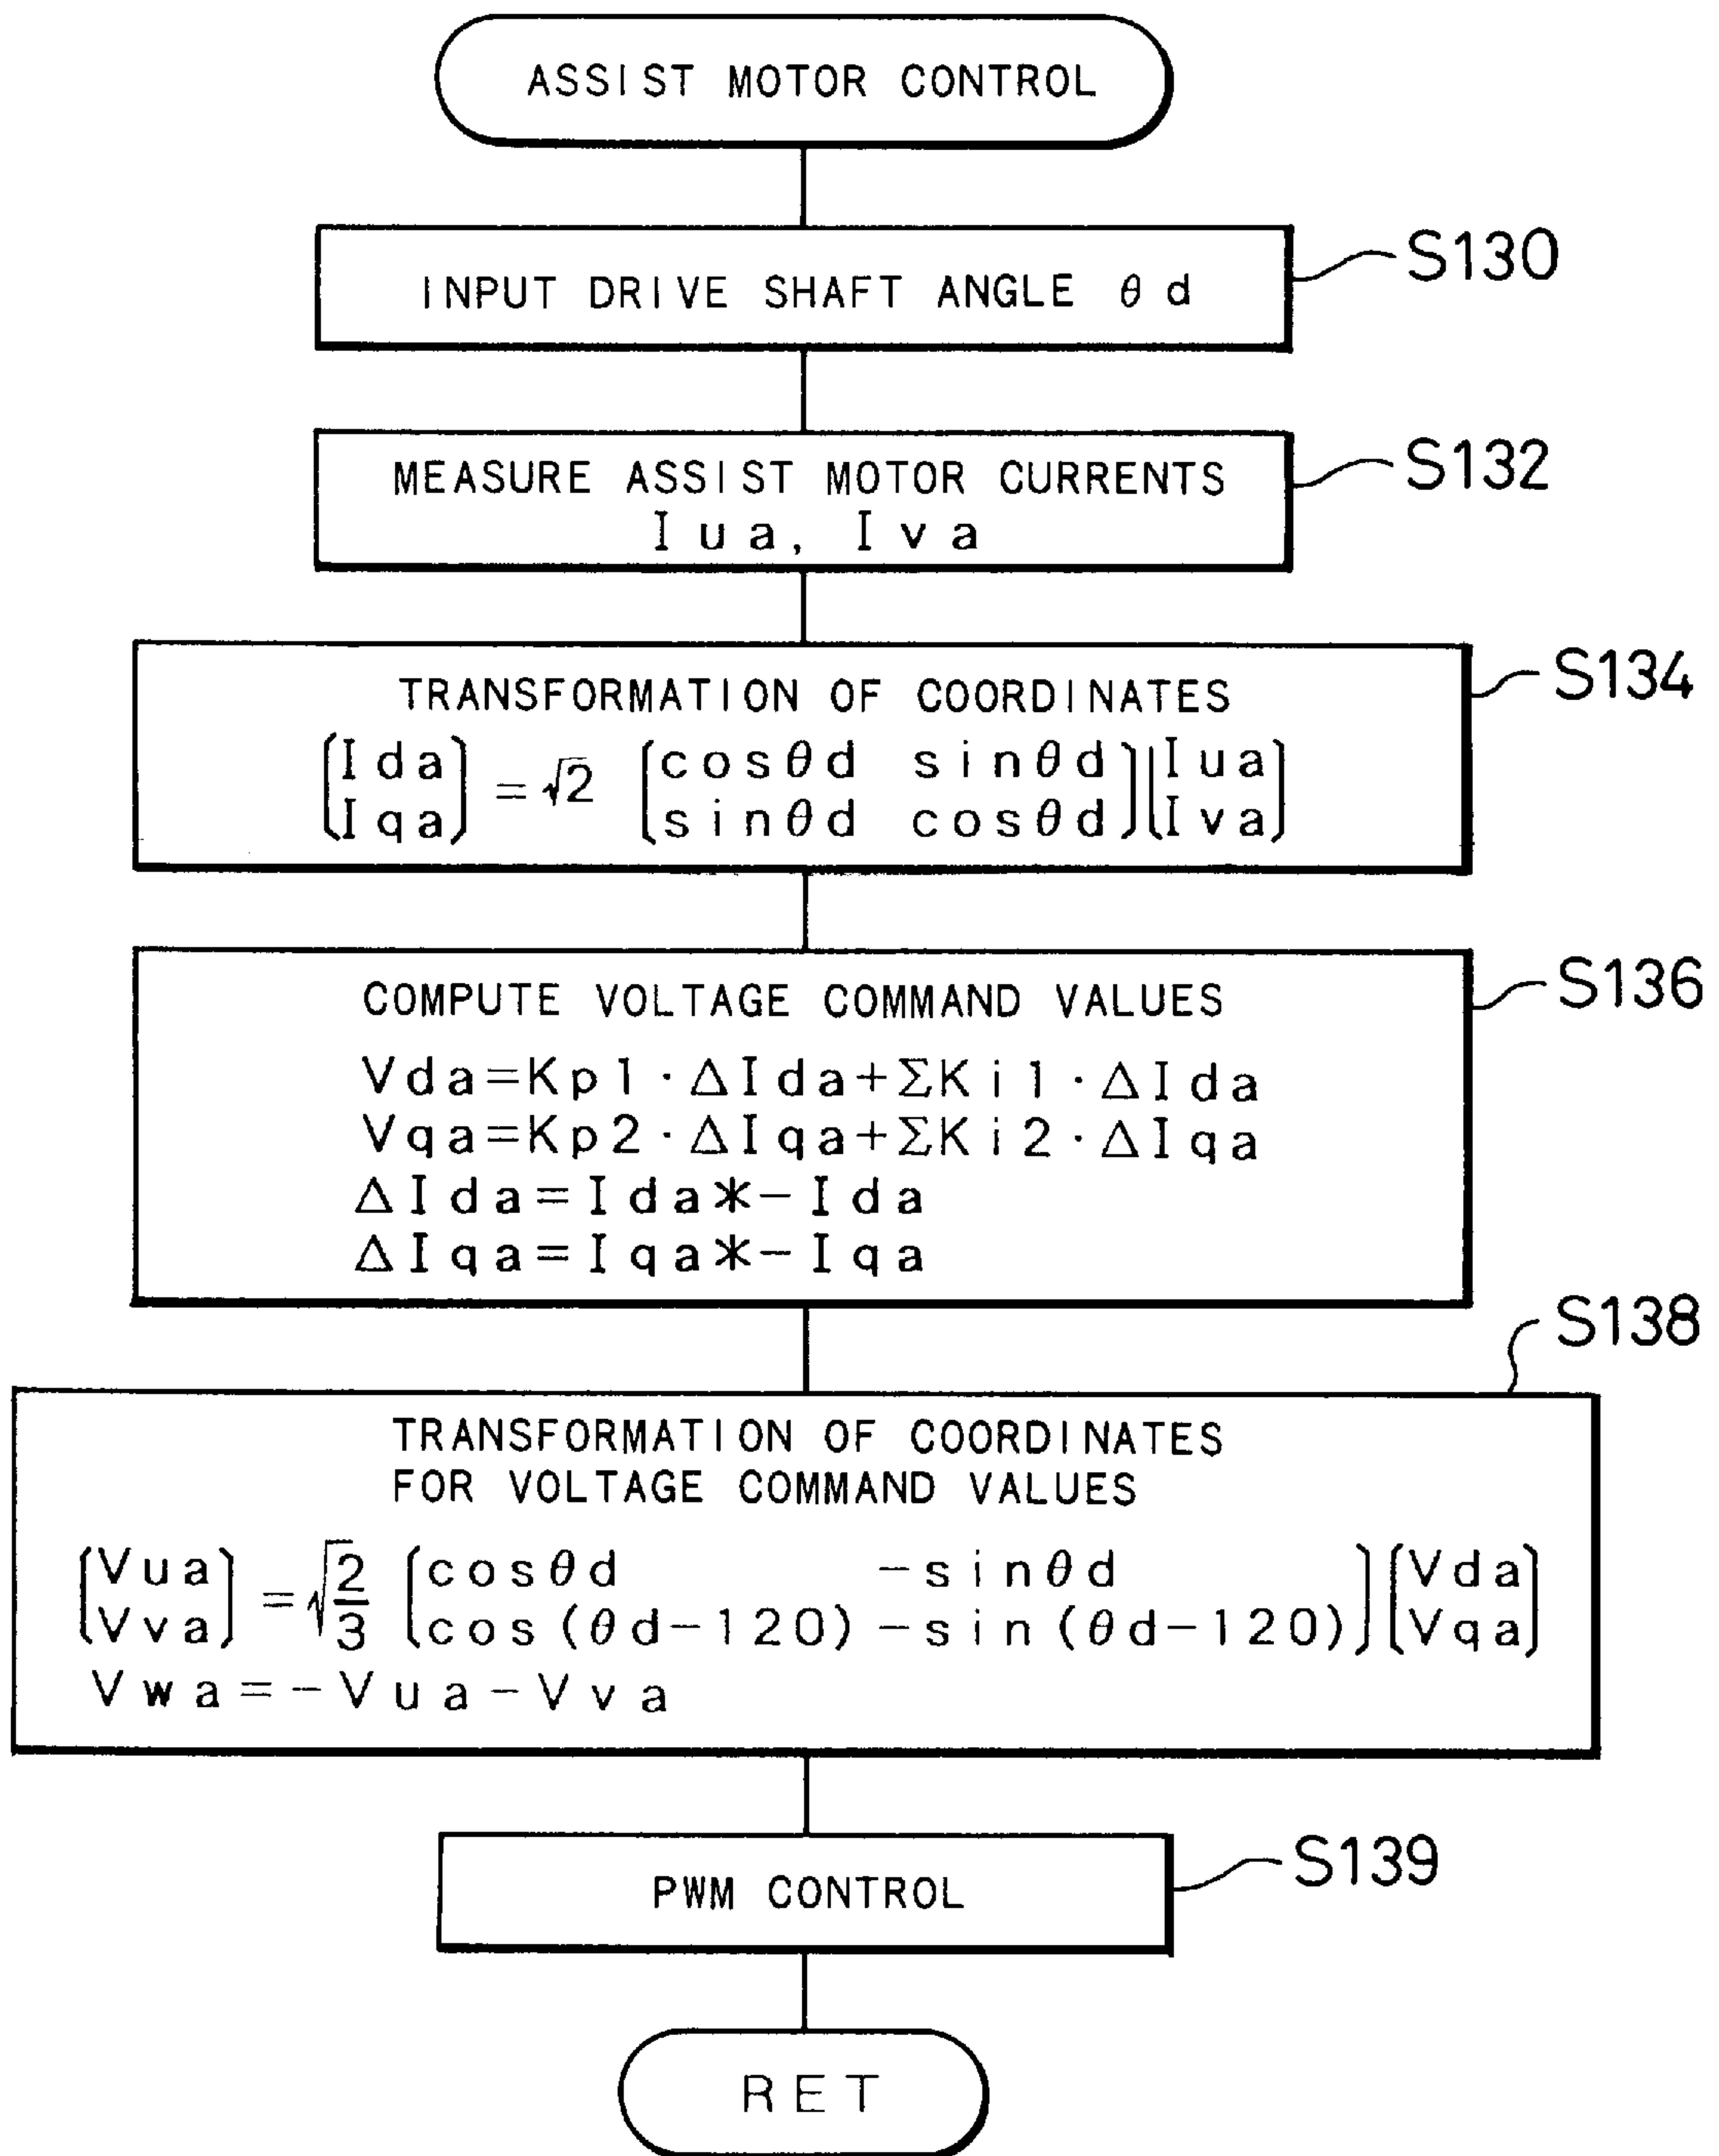 ASSIST MOTOR CONTROL
INPUT DRIVE SHAFT ANGLE θd
S130
MEASURE ASSIST MOTOR CURRENTS
Iua, Iva
S132
TRANSFORMATION OF COORDINATES
[Ida] = √2 [cosθd sinθd][Iua]
[Iqa] [sinθd cosθd][Iva]
S134
COMPUTE VOLTAGE COMMAND VALUES
Vda=Kp1·ΔIda+ΣKi1·ΔIda
Vqa=Kp2·ΔIqa+ΣKi2·ΔIqa
ΔIda=Ida*-Ida
ΔIqa=Iqa*-Iqa
S136
TRANSFORMATION OF COORDINATES
FOR VOLTAGE COMMAND VALUES
[Vua] = √2/3 [cosθd -sinθd][Vda]
[Vva] [cos(θd-120) -sin(θd-120)][Vqa]
Vwa=-Vua-Vva
S138
PWM CONTROL
S139
RET